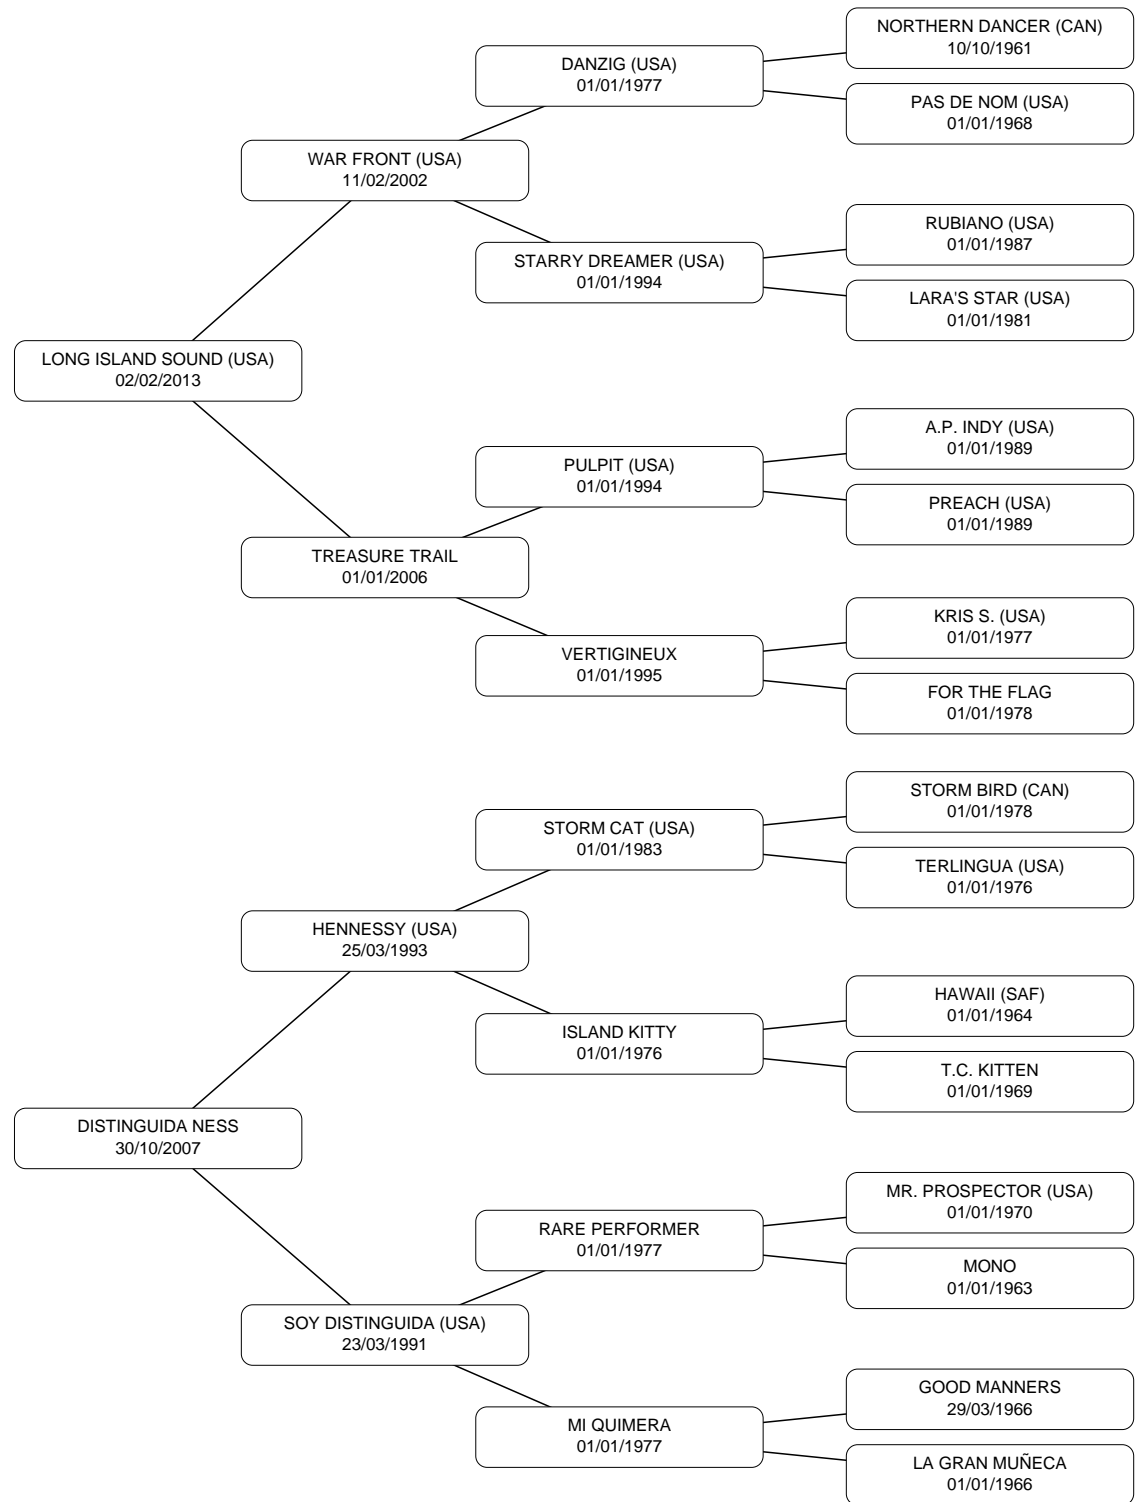 NORTHERN DANCER (CAN)
10/10/1961
DANZIG (USA)
01/01/1977
PAS DE NOM (USA)
01/01/1968
WAR FRONT (USA)
11/02/2002
RUBIANO (USA)
01/01/1987
STARRY DREAMER (USA)
01/01/1994
LARA'S STAR (USA)
01/01/1981
LONG ISLAND SOUND (USA)
02/02/2013
A.P. INDY (USA)
01/01/1989
PULPIT (USA)
01/01/1994
PREACH (USA)
01/01/1989
TREASURE TRAIL
01/01/2006
KRIS S. (USA)
01/01/1977
VERTIGINEUX
01/01/1995
FOR THE FLAG
01/01/1978
STORM BIRD (CAN)
01/01/1978
STORM CAT (USA)
01/01/1983
TERLINGUA (USA)
01/01/1976
HENNESSY (USA)
25/03/1993
HAWAII (SAF)
01/01/1964
ISLAND KITTY
01/01/1976
T.C. KITTEN
01/01/1969
DISTINGUIDA NESS
30/10/2007
MR. PROSPECTOR (USA)
01/01/1970
RARE PERFORMER
01/01/1977
MONO
01/01/1963
SOY DISTINGUIDA (USA)
23/03/1991
GOOD MANNERS
29/03/1966
MI QUIMERA
01/01/1977
LA GRAN MUÑECA
01/01/1966